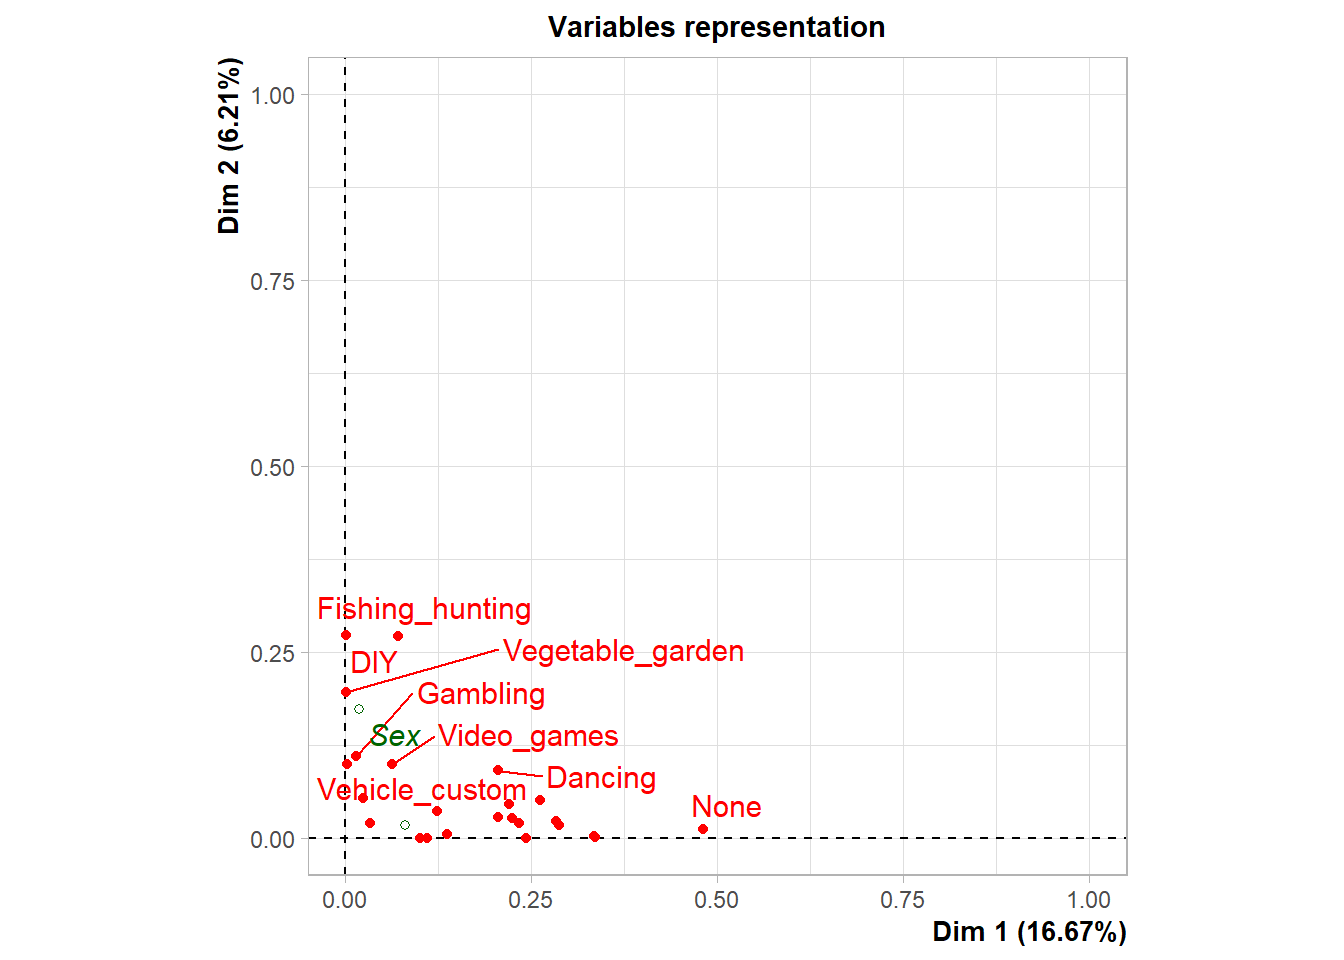 Variables representation
Dim 2 (6.21%)
1.00
0.75
0.50
0.25
0.00
Fishing_hunting
DIY
Vegetable_garden
Gambling
Sex
Video_games
Dancing
Vehicle_custom
None
0.00
0.25
0.50
0.75
1.00
Dim 1 (16.67%)